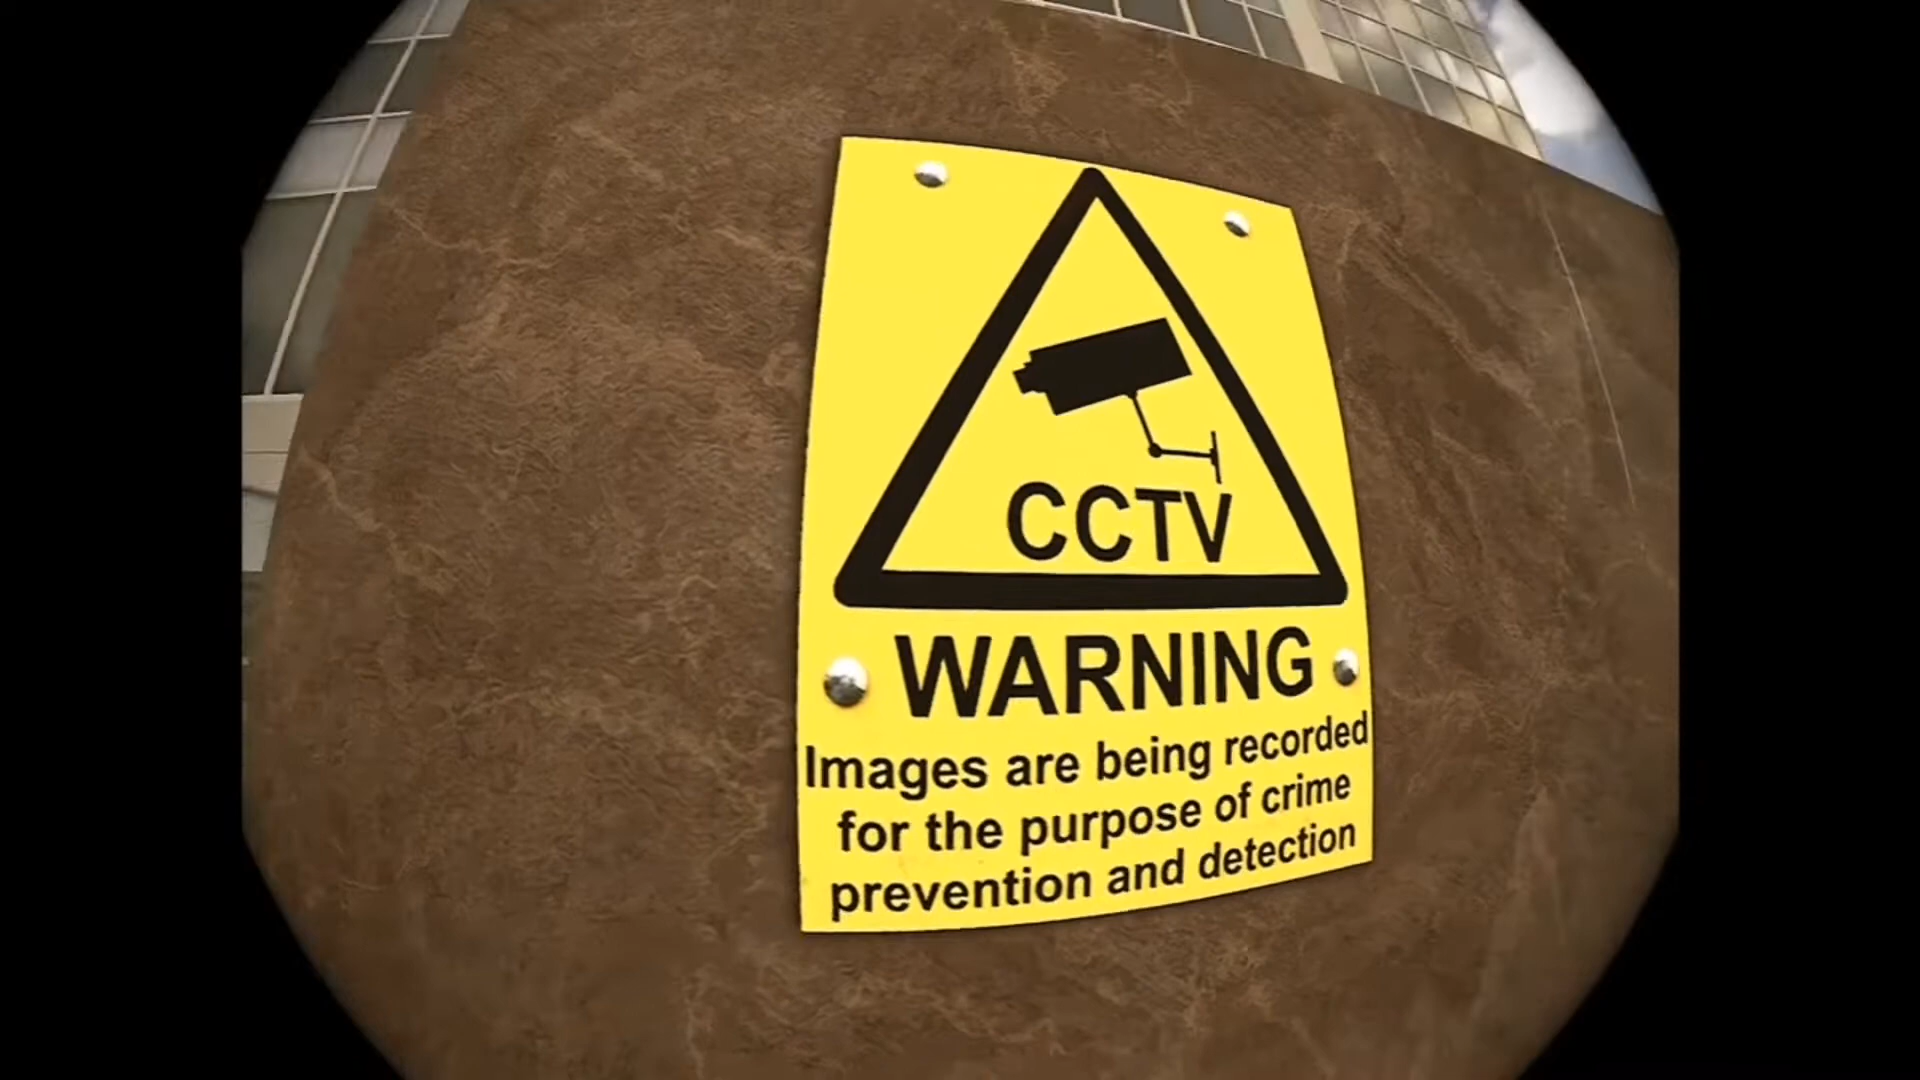 CCTV
WARNING
Images are being recorded
for the purpose of crime
prevention and detection